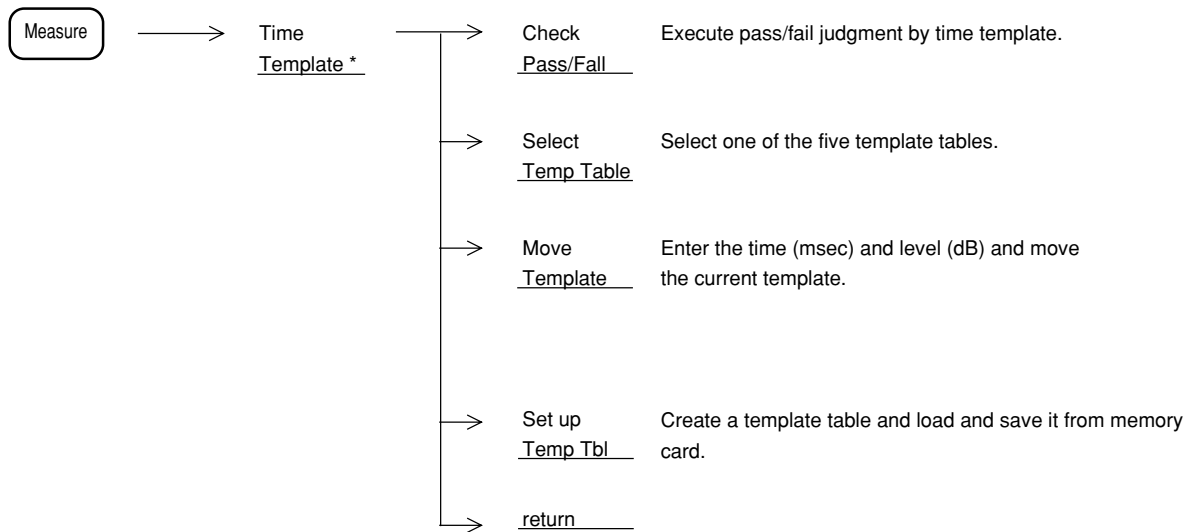 Measure
Time
Template *
Check
Pass/Fall
Execute pass/fail judgment by time template.
Select
Temp Table
Select one of the five template tables.
Move
Template
Enter the time (msec) and level (dB) and move
the current template.
Set up
Temp Tbl
Create a template table and load and save it from memory
card.
return